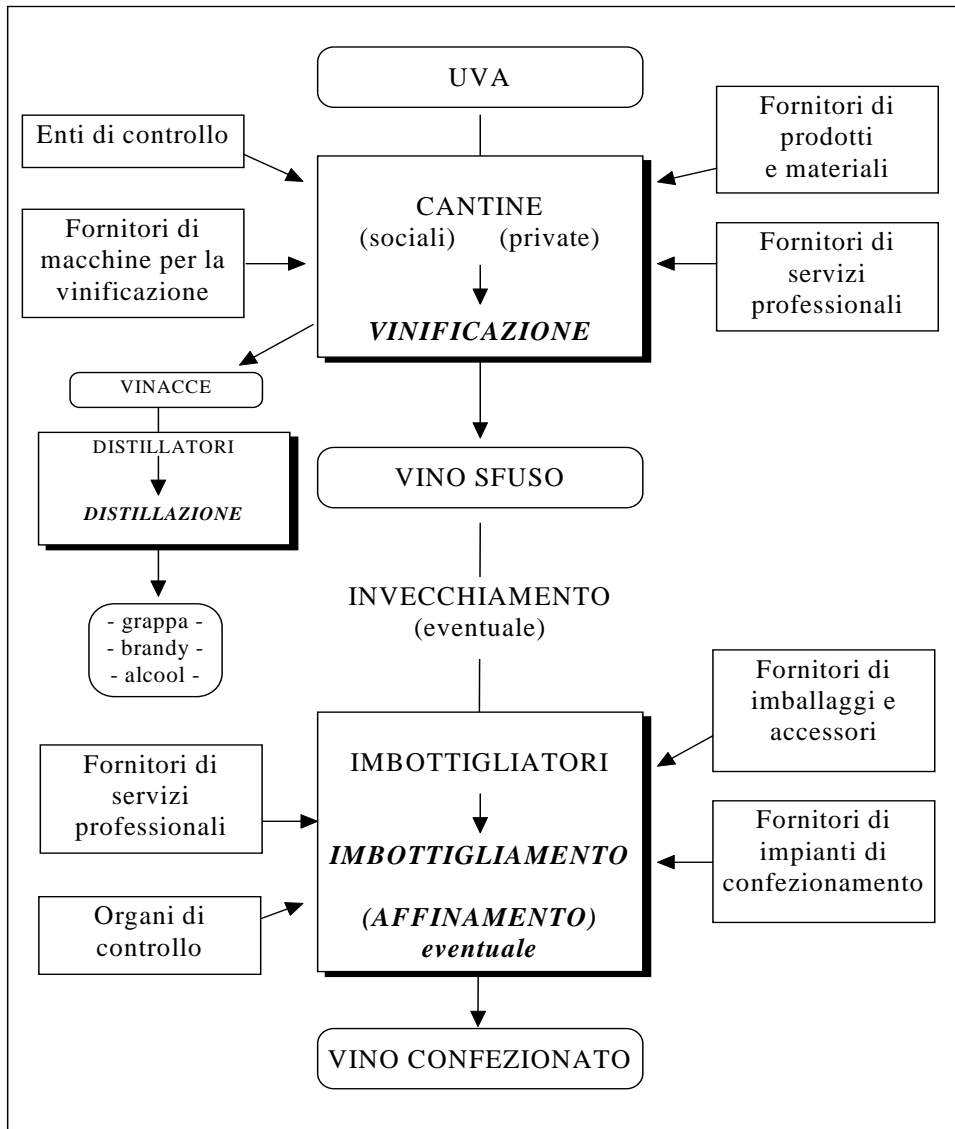 UVA
Enti di controllo
Fornitori di
prodotti
e materiali
CANTINE
(sociali) (private)
VINIFICAZIONE
Fornitori di
macchine per la
vinificazione
Fornitori di
servizi
professionali
VINACCE
DISTILLATORI
DISTILLAZIONE
- grappa -
- brandy -
- alcool -
VINO SFUSO
INVECCHIAMENTO
(eventuale)
Fornitori di
imballaggi e
accessori
Fornitori di
servizi
professionali
IMBOTTIGLIATORI
IMBOTTIGLIAMENTO
(AFFINAMENTO)
eventuale
Fornitori di
impianti di
confezionamento
Organi di
controllo
VINO CONFEZIONATO